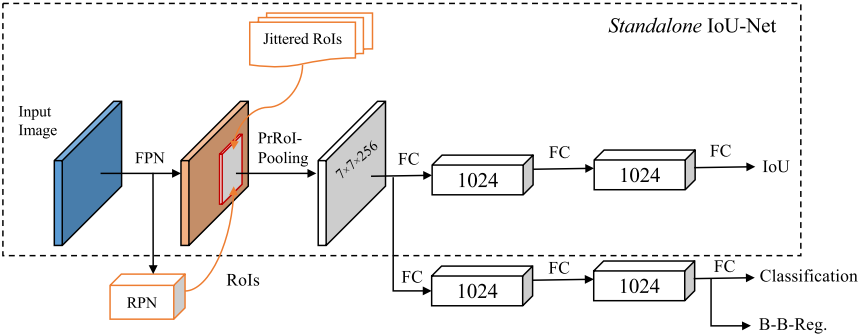 Standalone IoU-Net
Jittered RoIs
Input
Image
FPN
PrRoI-
Pooling
7×7×256
FC
1024
FC
1024
FC
IoU
RPN
RoIs
FC
1024
FC
1024
FC
Classification
B-B-Reg.